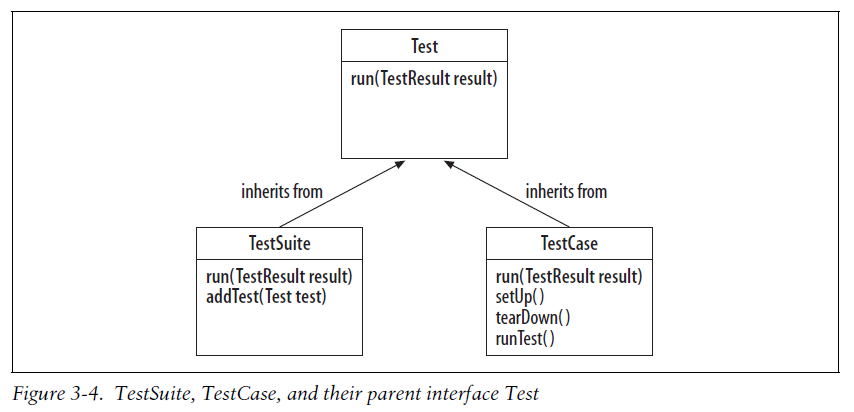 Test
run(TestResult result)
inherits from
inherits from
TestSuite
run(TestResult result)
addTest(Test test)
TestCase
run(TestResult result)
setUp()
tearDown()
runTest()
Figure 3-4. TestSuite, TestCase, and their parent interface Test